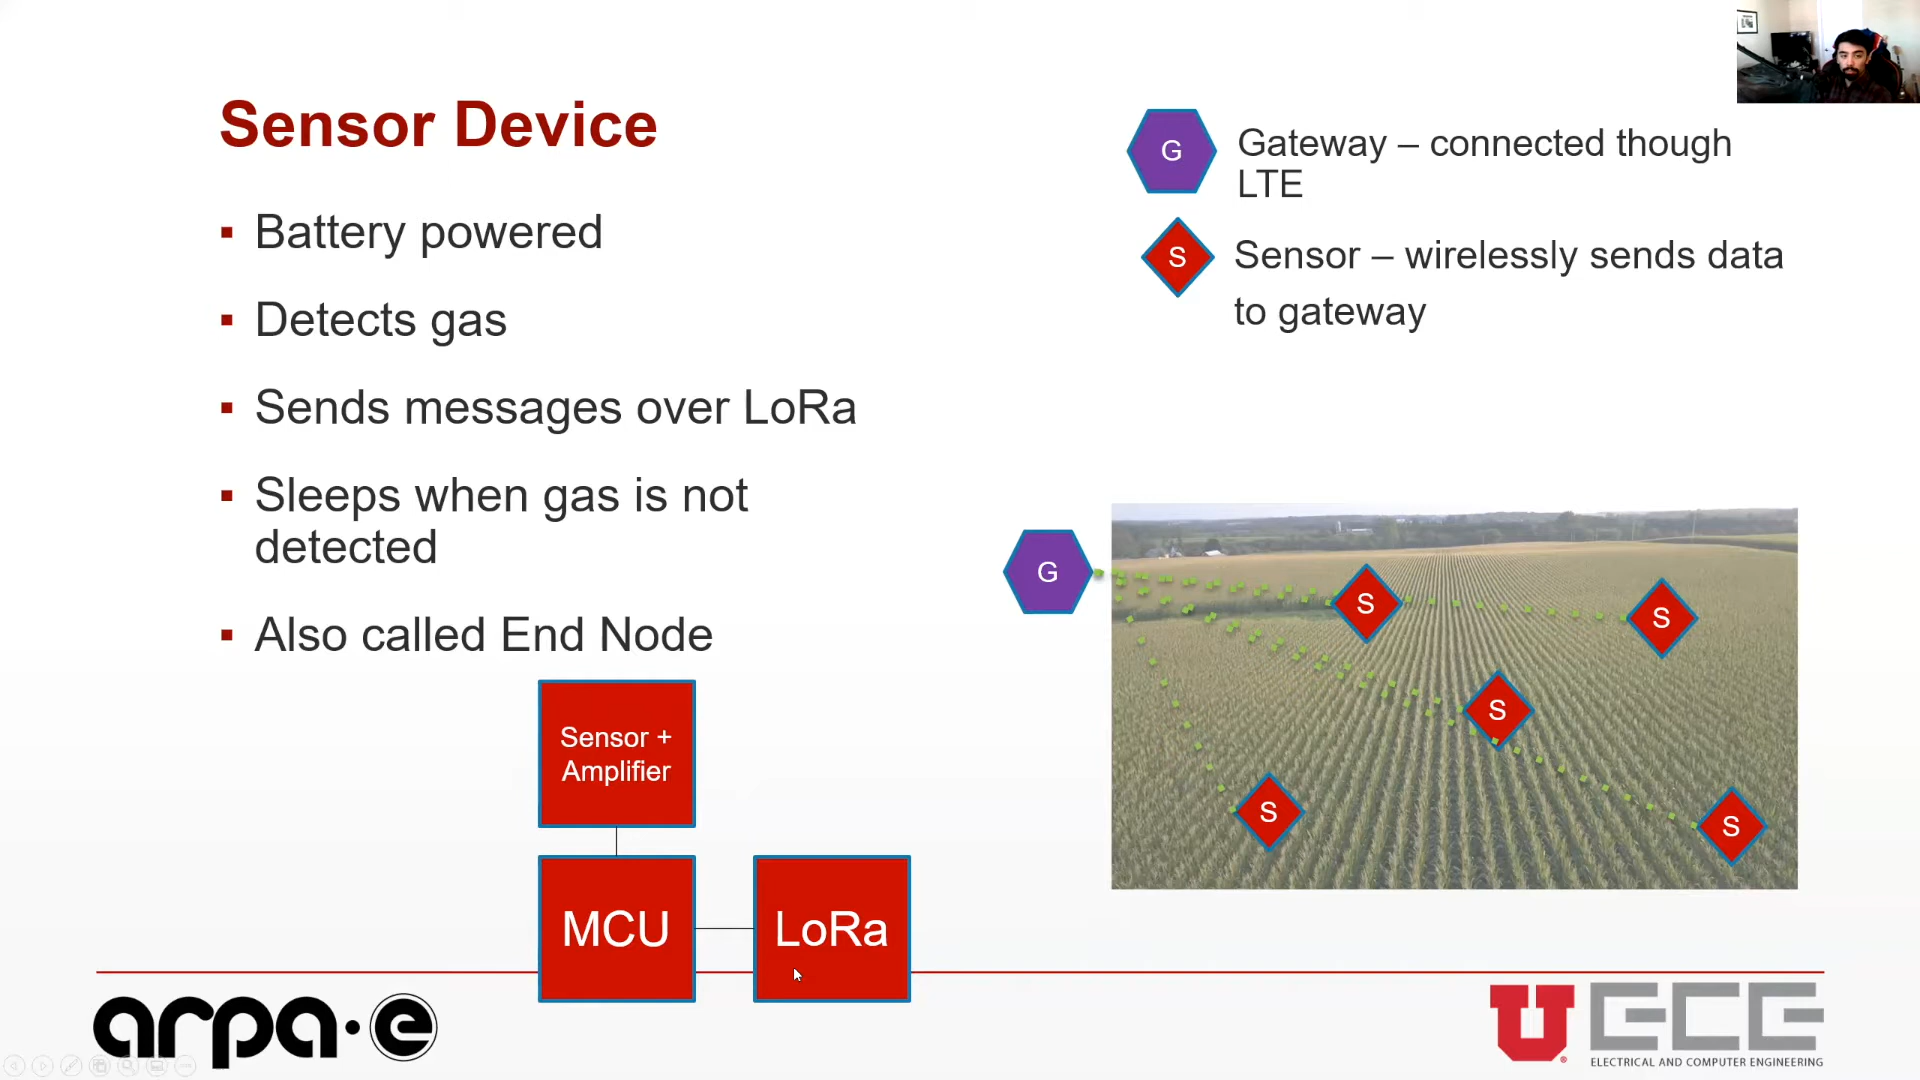 Sensor Device
▪ Battery powered
▪ Detects gas
▪ Sends messages over LoRa
▪ Sleeps when gas is not
detected
▪ Also called End Node
Sensor +
Amplifier
MCU
LoRa
G
Gateway – connected though
LTE
S
Sensor – wirelessly sends data
to gateway
G
S
S
S
S
S
arpa·e
U ECE
ELECTRICAL AND COMPUTER ENGINEERING